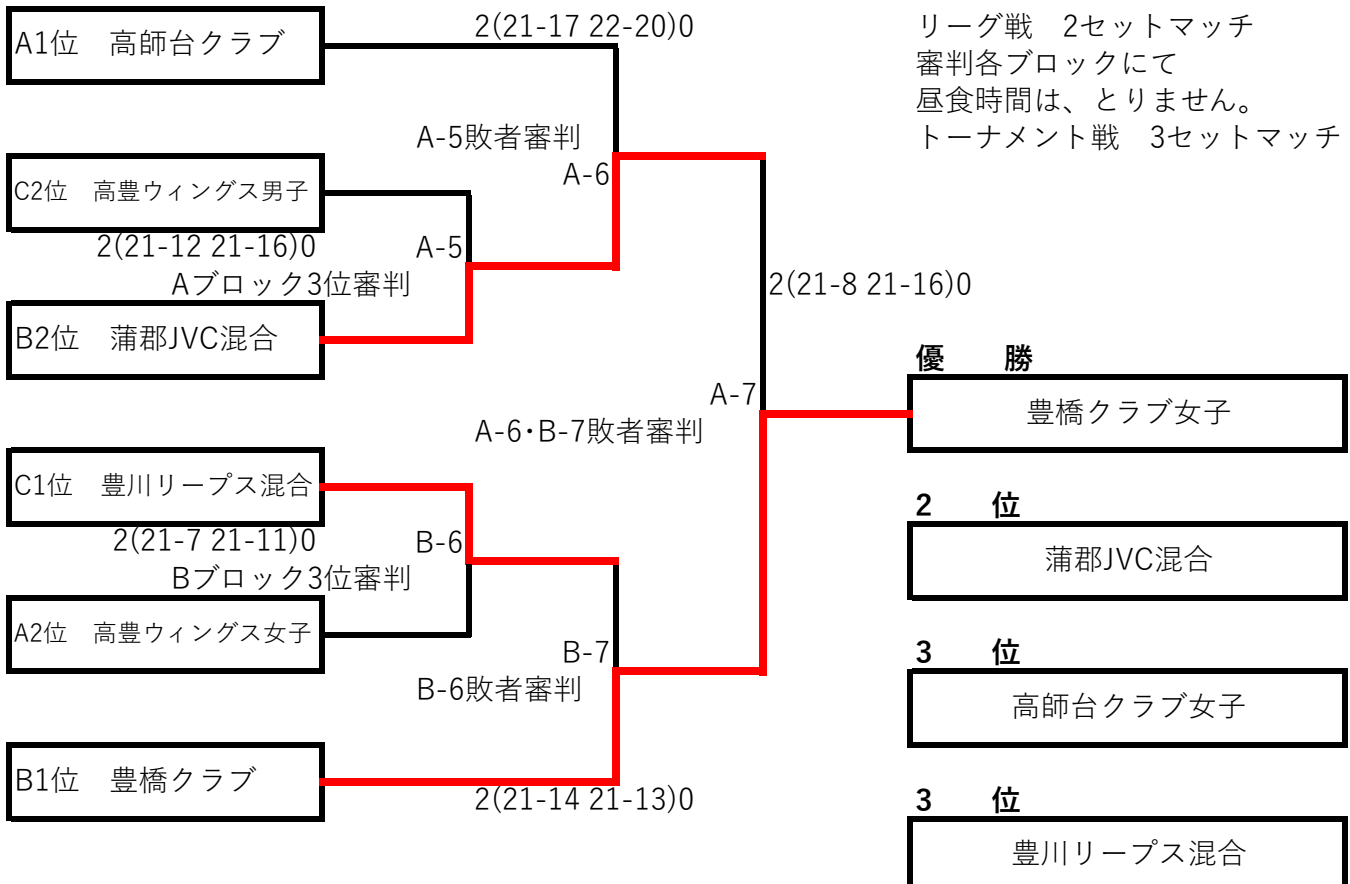 A1位　高師台クラブ
2(21-17 22-20)0
リーグ戦　2セットマッチ
審判各ブロックにて
昼食時間は、とりません。
トーナメント戦　3セットマッチ
A-5敗者審判
A-6
C2位　高豊ウィングス男子
2(21-12 21-16)0
A-5
Aブロック3位審判
B2位　蒲郡JVC混合
2(21-8 21-16)0
A-7
A-6･B-7敗者審判
優　勝
豊橋クラブ女子
C1位　豊川リープス混合
2(21-7 21-11)0
B-6
Bブロック3位審判
A2位　高豊ウィングス女子
2　位
蒲郡JVC混合
B-7
B-6敗者審判
3　位
高師台クラブ女子
B1位　豊橋クラブ
2(21-14 21-13)0
3　位
豊川リープス混合